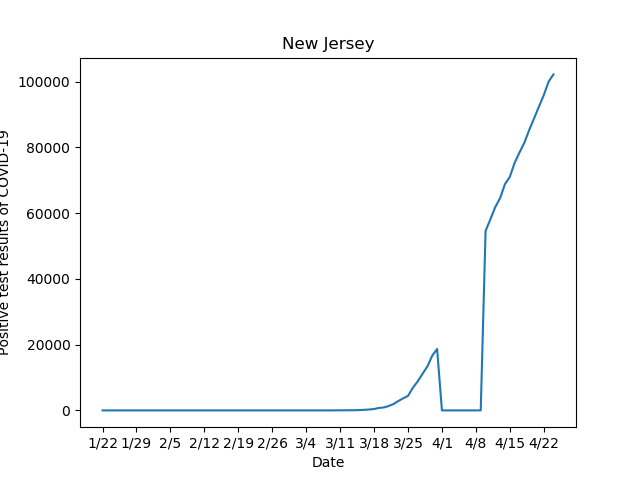 New Jersey
Positive test results of COVID-19
100000
80000
60000
40000
20000
0
1/22 1/29 2/5 2/12 2/19 2/26 3/4 3/11 3/18 3/25 4/1 4/8 4/15 4/22
Date